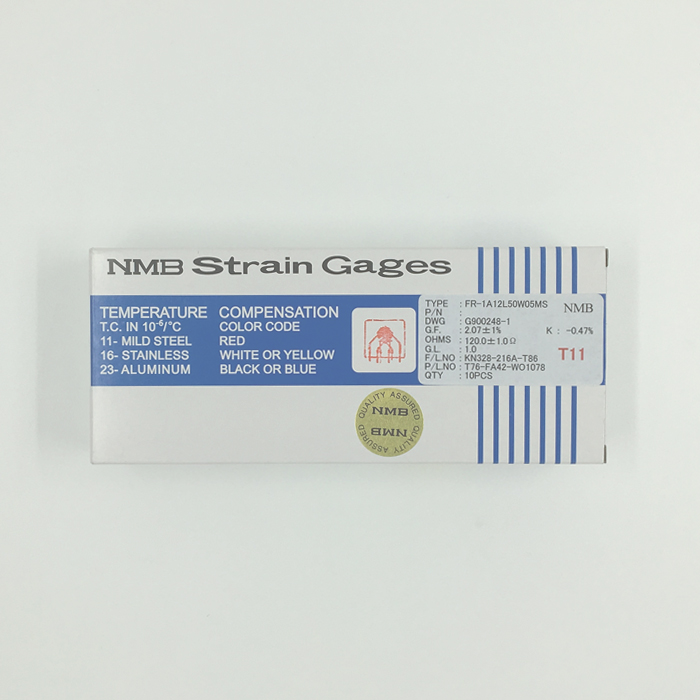 NMB Strain Gages
TEMPERATURE COMPENSATION
T.C. IN 10⁻⁶/°C COLOR CODE
11- MILD STEEL RED
16- STAINLESS WHITE OR YELLOW
23- ALUMINUM BLACK OR BLUE
TYPE : FR-1A12L50W05MS
NMB
P/N :
DWG : G900248-1
G.F. : 2.07±1% K : -0.47%
OHMS : 120.0±1.0Ω
G.L. : 1.0
T11
F/L.NO : KN328-216A-T86
P/L.NO : T76-FA42-WO1078
QTY : 10PCS
QUALITY ASSURED
NMB
NMB
QUALITY ASSURED